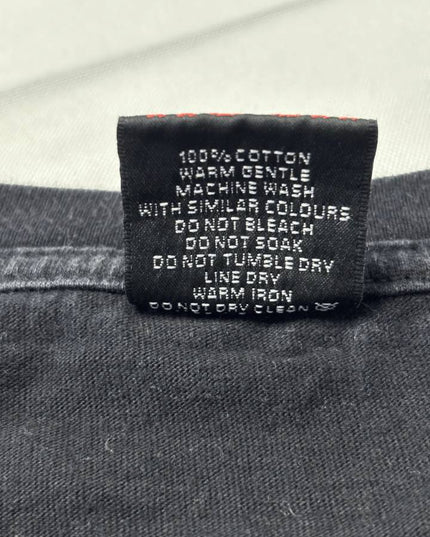 100% COTTON
WARM GENTLE
MACHINE WASH
WITH SIMILAR COLOURS
DO NOT BLEACH
DO NOT SOAK
DO NOT TUMBLE DRY
LINE DRY
WARM IRON
DO NOT DRY CLEAN